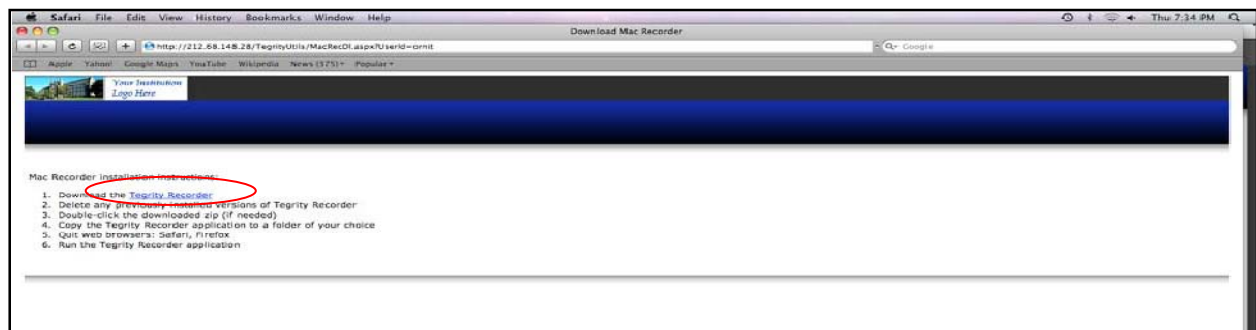 Safari File Edit View History Bookmarks Window Help Thu 7:34 PM
Download Mac Recorder
http://212.68.148.28/TegrityUtils/MacRecDl.aspx?UserId=ornit Google
Apple Yahoo! Google Maps YouTube Wikipedia News (375) Popular
Your Institution
Logo Here
Mac Recorder installation instructions:
1. Download the Tegrity Recorder
2. Delete any previously installed versions of Tegrity Recorder
3. Double-click the downloaded zip (if needed)
4. Copy the Tegrity Recorder application to a folder of your choice
5. Quit web browsers: Safari, Firefox
6. Run the Tegrity Recorder application